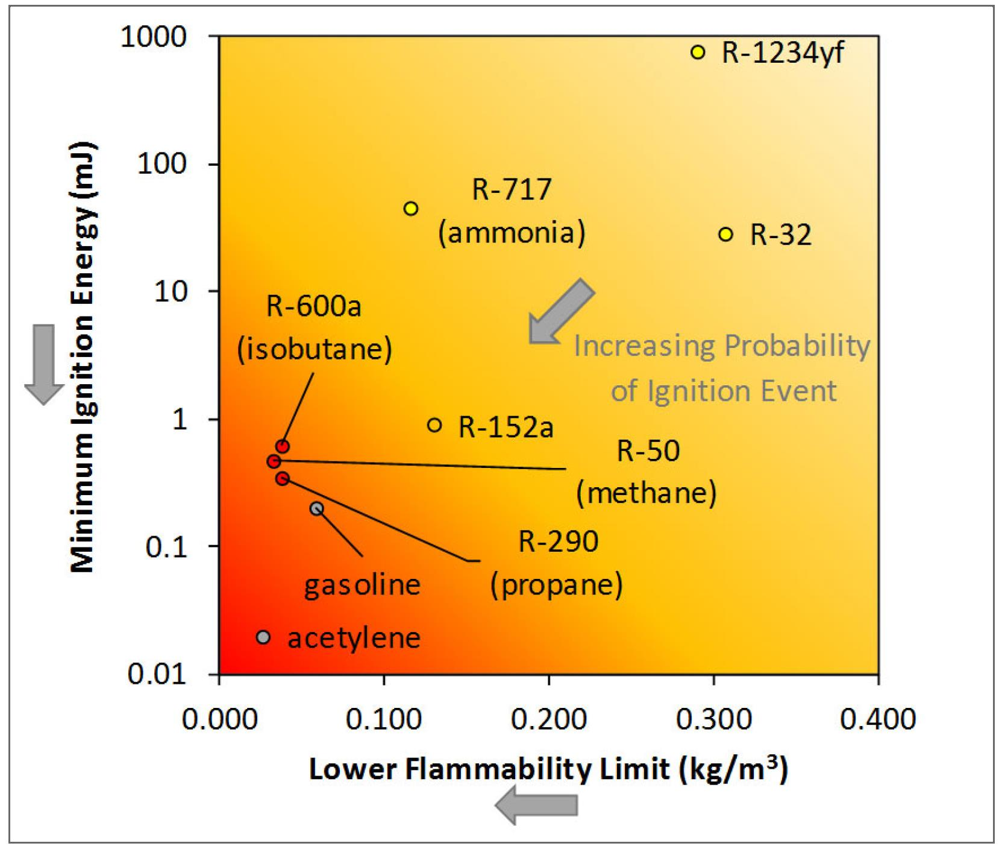 1000
100
10
1
0.1
0.01
Minimum Ignition Energy (mJ)
R-1234yf
R-717
(ammonia)
R-32
R-600a
(isobutane)
Increasing Probability
of Ignition Event
R-152a
R-50
(methane)
R-290
(propane)
gasoline
acetylene
0.000
0.100
0.200
0.300
0.400
Lower Flammability Limit (kg/m³)